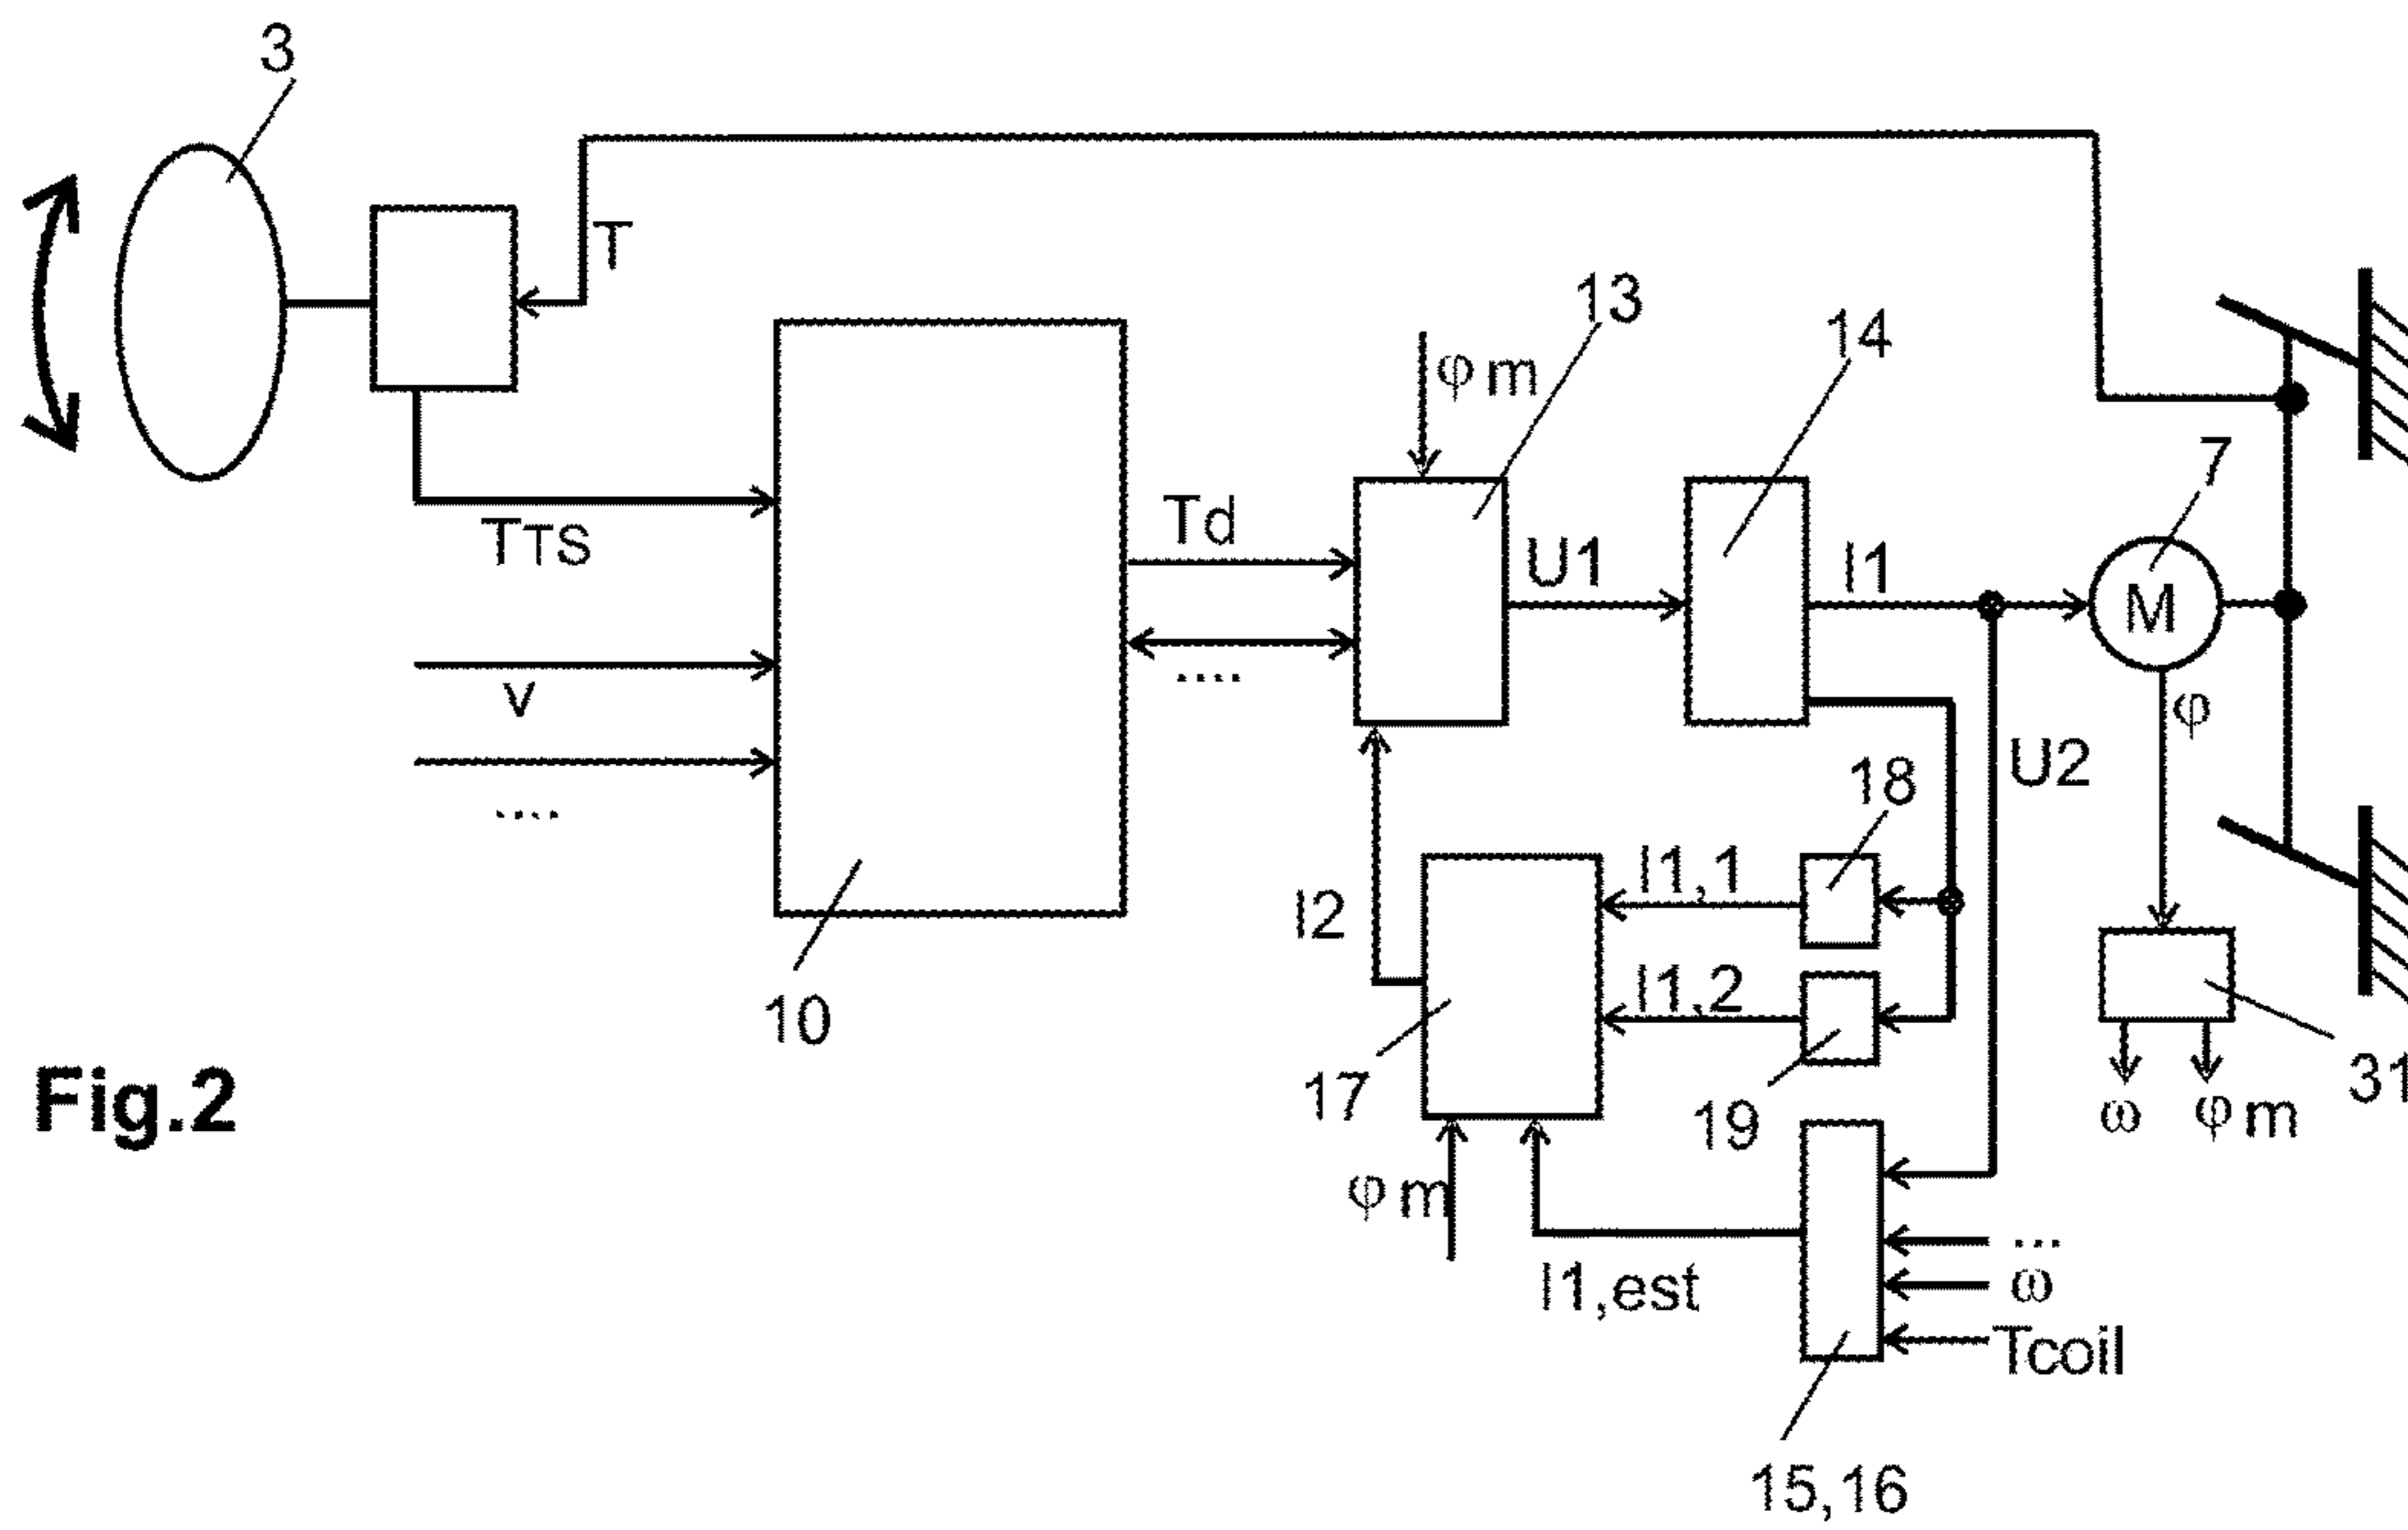 3
T
13
φm
14
7
Td
U1
I1
M
TTS
φ
....
v
U2
18
....
I1,1
I2
I1,2
10
17
19
31
Fig.2
ω
φm
φm
...
I1,est
ω
Tcoil
15,16